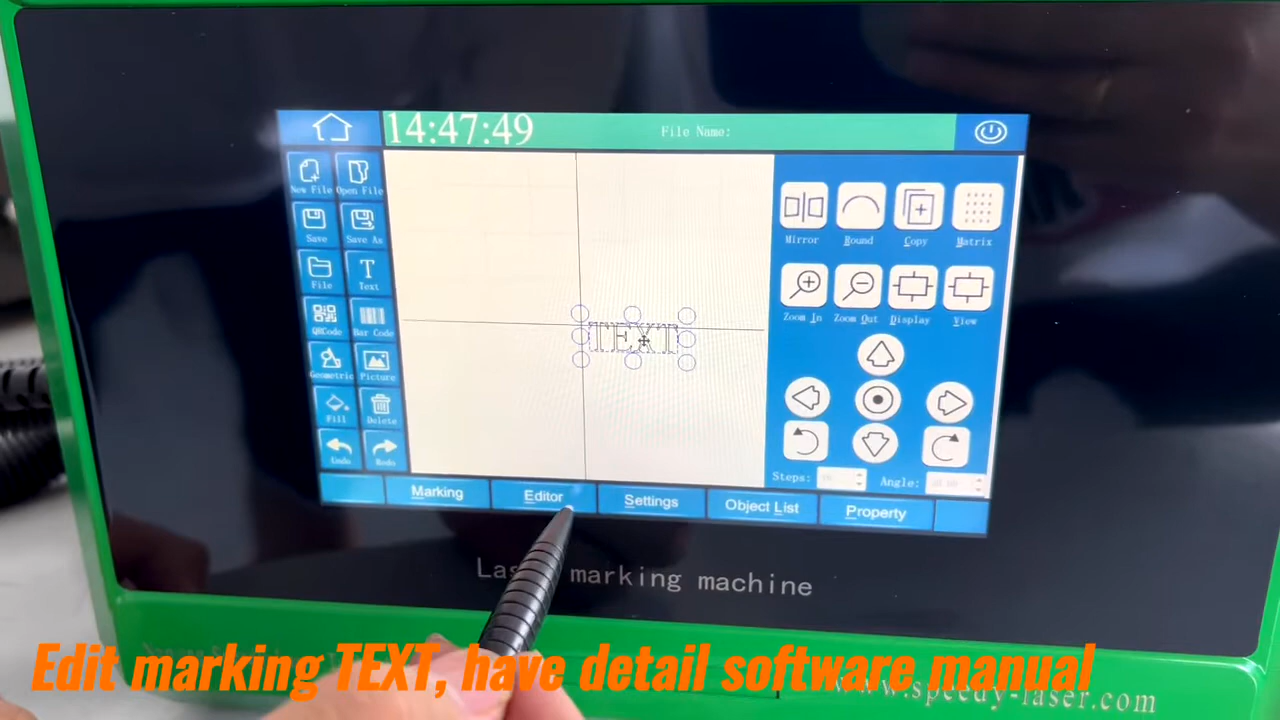 14:47:49 File Name:
New File Open File
Save Save As
File Text
QRCode Bar Code
Geometric Picture
Fill Delete
Undo Redo
TEXT
Mirror Round Copy Matrix
Zoom In Zoom Out Display View
Steps: Angle:
Marking Editor Settings Object List Property
marking machine
Edit marking TEXT, have detail software manual
www.speedy-laser.com